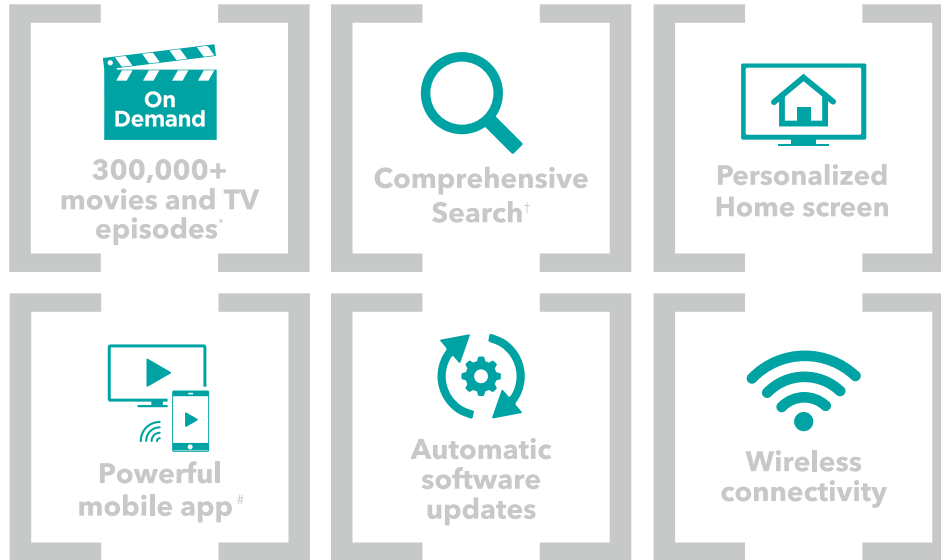 On
Demand
300,000+
movies and TV
episodes*
Comprehensive
Search†
Personalized
Home screen
Powerful
mobile app#
Automatic
software
updates
Wireless
connectivity